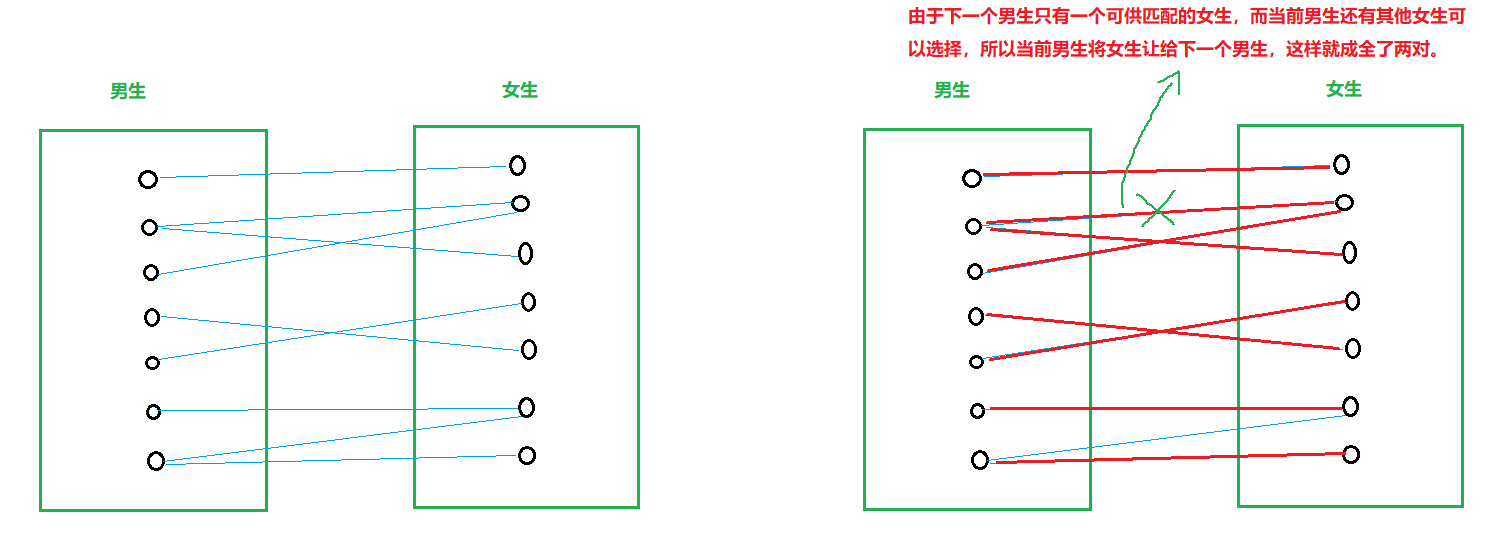 由于下一个男生只有一个可供匹配的女生，而当前男生还有其他女生可
以选择，所以当前男生将女生让给下一个男生，这样就成全了两对。
男生
女生
男生
女生